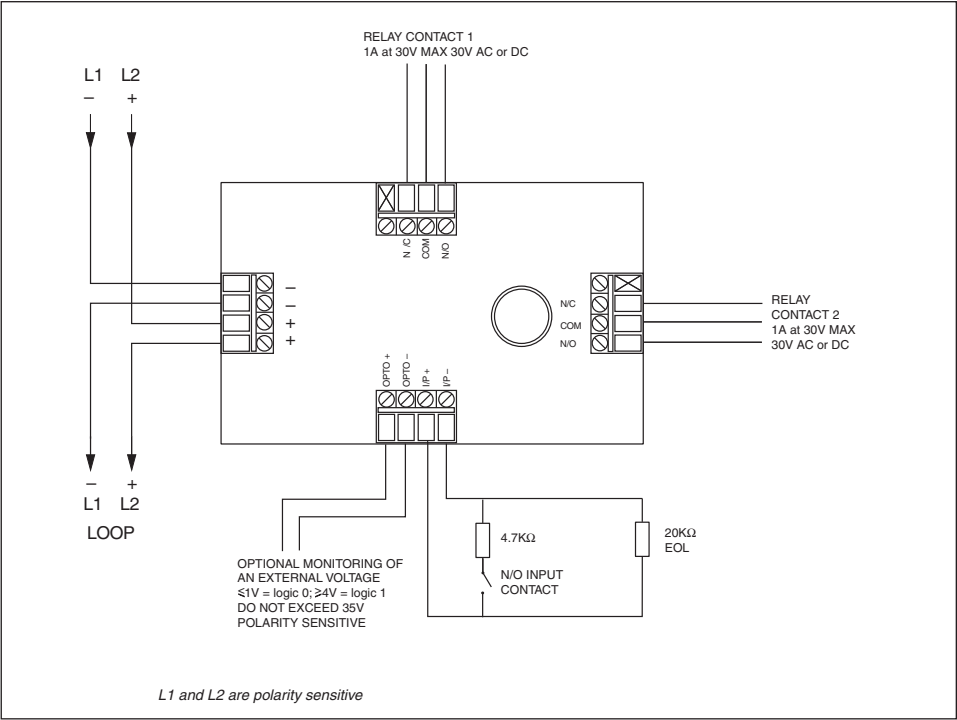 RELAY CONTACT 1
1A at 30V MAX 30V AC or DC
L1 L2
– +
N /C
COM
N/O
–
–
+
+
N/C
COM
N/O
RELAY
CONTACT 2
1A at 30V MAX
30V AC or DC
OPTO +
OPTO –
I/P +
I/P –
– +
L1 L2
LOOP
4.7KΩ
N/O INPUT
CONTACT
20KΩ
EOL
OPTIONAL MONITORING OF
AN EXTERNAL VOLTAGE
⩽1V = logic 0; ⩾4V = logic 1
DO NOT EXCEED 35V
POLARITY SENSITIVE
L1 and L2 are polarity sensitive